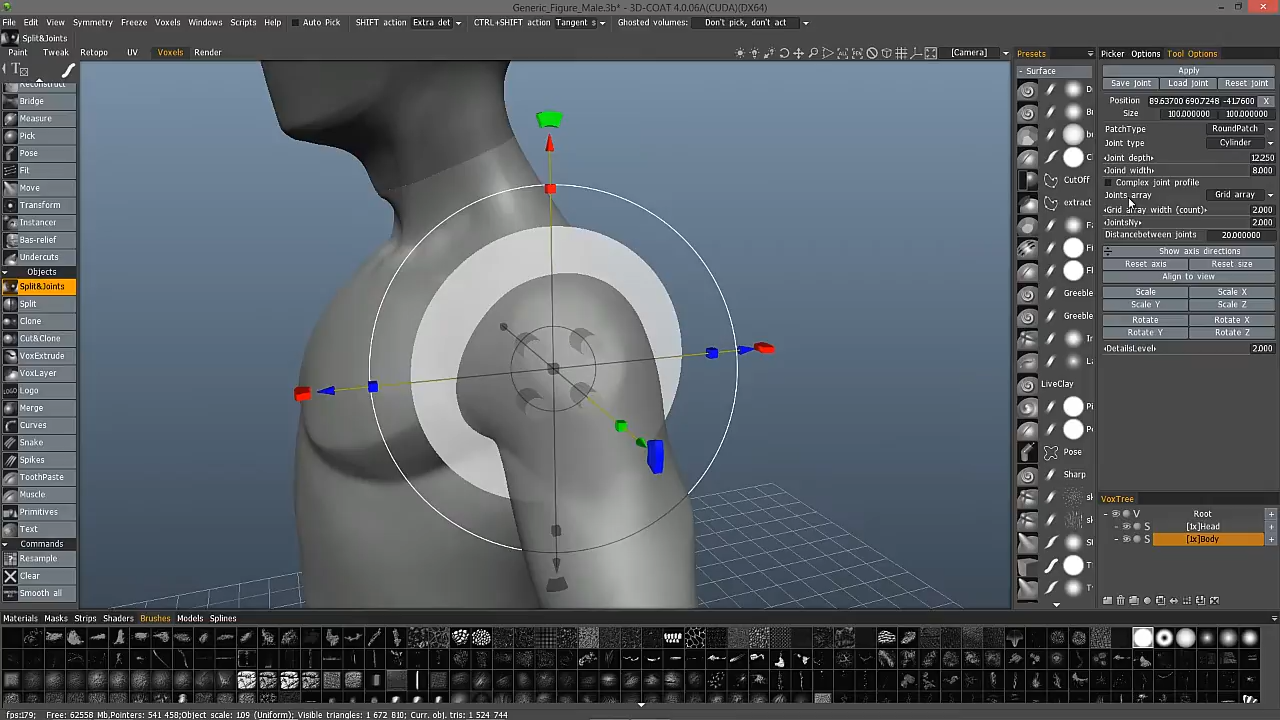 Generic_Figure_Male.3b* - 3D-COAT 4.0.06A(CUDA)(DX64)
File Edit View Symmetry Freeze Voxels Windows Scripts Help Auto Pick SHIFT action Extra det CTRL+SHIFT action Tangent s Ghosted volumes: Don't pick, don't act
Split&Joints
Paint Tweak Retopo UV Voxels Render [Camera]
Reconstruct
Bridge
Measure
Pick
Pose
Fit
Move
Transform
Instancer
Bas-relief
Undercuts
Objects
Split&Joints
Split
Clone
Cut&Clone
VoxExtrude
VoxLayer
Logo
Merge
Curves
Snake
Spikes
ToothPaste
Muscle
Primitives
Text
Commands
Resample
Clear
Smooth all
Presets
- Surface
CutOff
extract
Greeble
Greeble
LiveClay
Pose
Sharp
Picker Options Tool Options
Apply
Save joint Load joint Reset joint
Position 89.63700 690.7248 -41.7600 X
Size 100.000000 100.000000
PatchType RoundPatch
Joint type Cylinder
Joint depth 12.250
Joind width 8.000
Complex joint profile
Joints array Grid array
Grid array width (count) 2.000
JointsNy 2.000
Distancebetween joints 20.000000
Show axis directions
Reset axis Reset size
Align to view
Scale Scale X
Scale Y Scale Z
Rotate Rotate X
Rotate Y Rotate Z
DetailsLevel 2.000
VoxTree
- V Root +
- S [1x]Head +
- S [1x]Body +
Materials Masks Strips Shaders Brushes Models Splines
fps:179; Free: 62558 Mb,Pointers: 541 458;Object scale: 109 (Uniform); Visible triangles: 1 672 810; Curr. obj. tris: 1 524 744